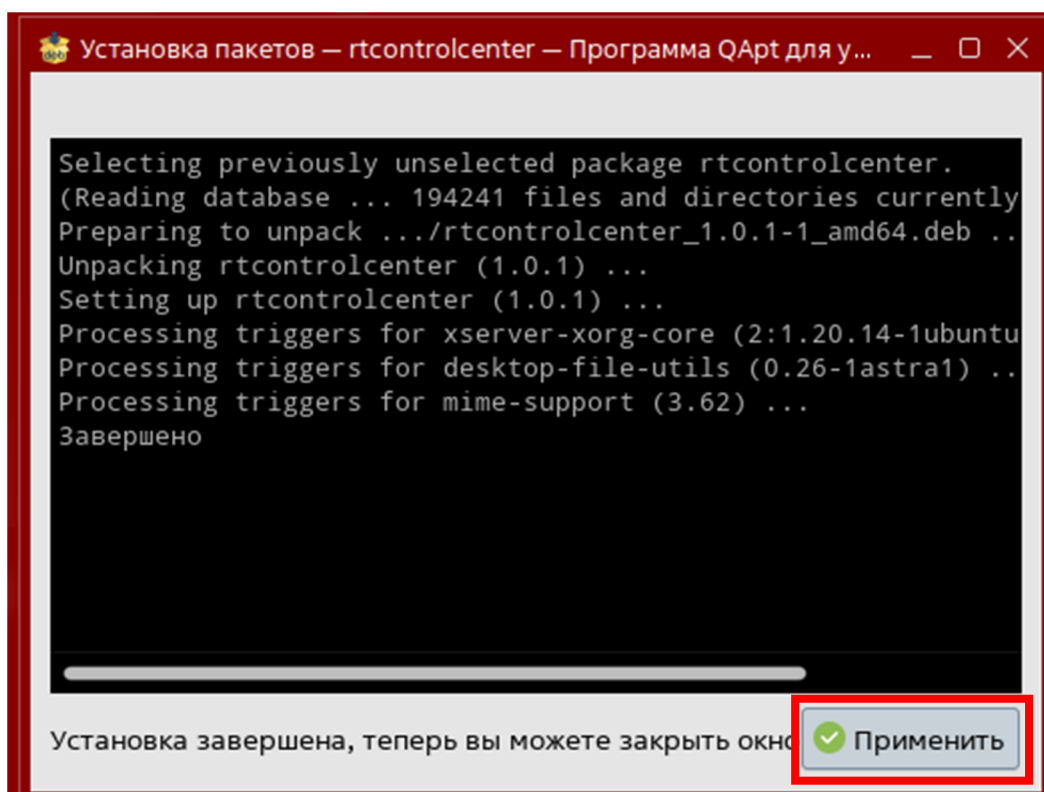 Установка пакетов — rtcontrolcenter — Программа QApt для у...
Selecting previously unselected package rtcontrolcenter.
(Reading database ... 194241 files and directories currently
Preparing to unpack .../rtcontrolcenter_1.0.1-1_amd64.deb ..
Unpacking rtcontrolcenter (1.0.1) ...
Setting up rtcontrolcenter (1.0.1) ...
Processing triggers for xserver-xorg-core (2:1.20.14-1ubuntu
Processing triggers for desktop-file-utils (0.26-1astra1) ..
Processing triggers for mime-support (3.62) ...
Завершено
Установка завершена, теперь вы можете закрыть окно
Применить